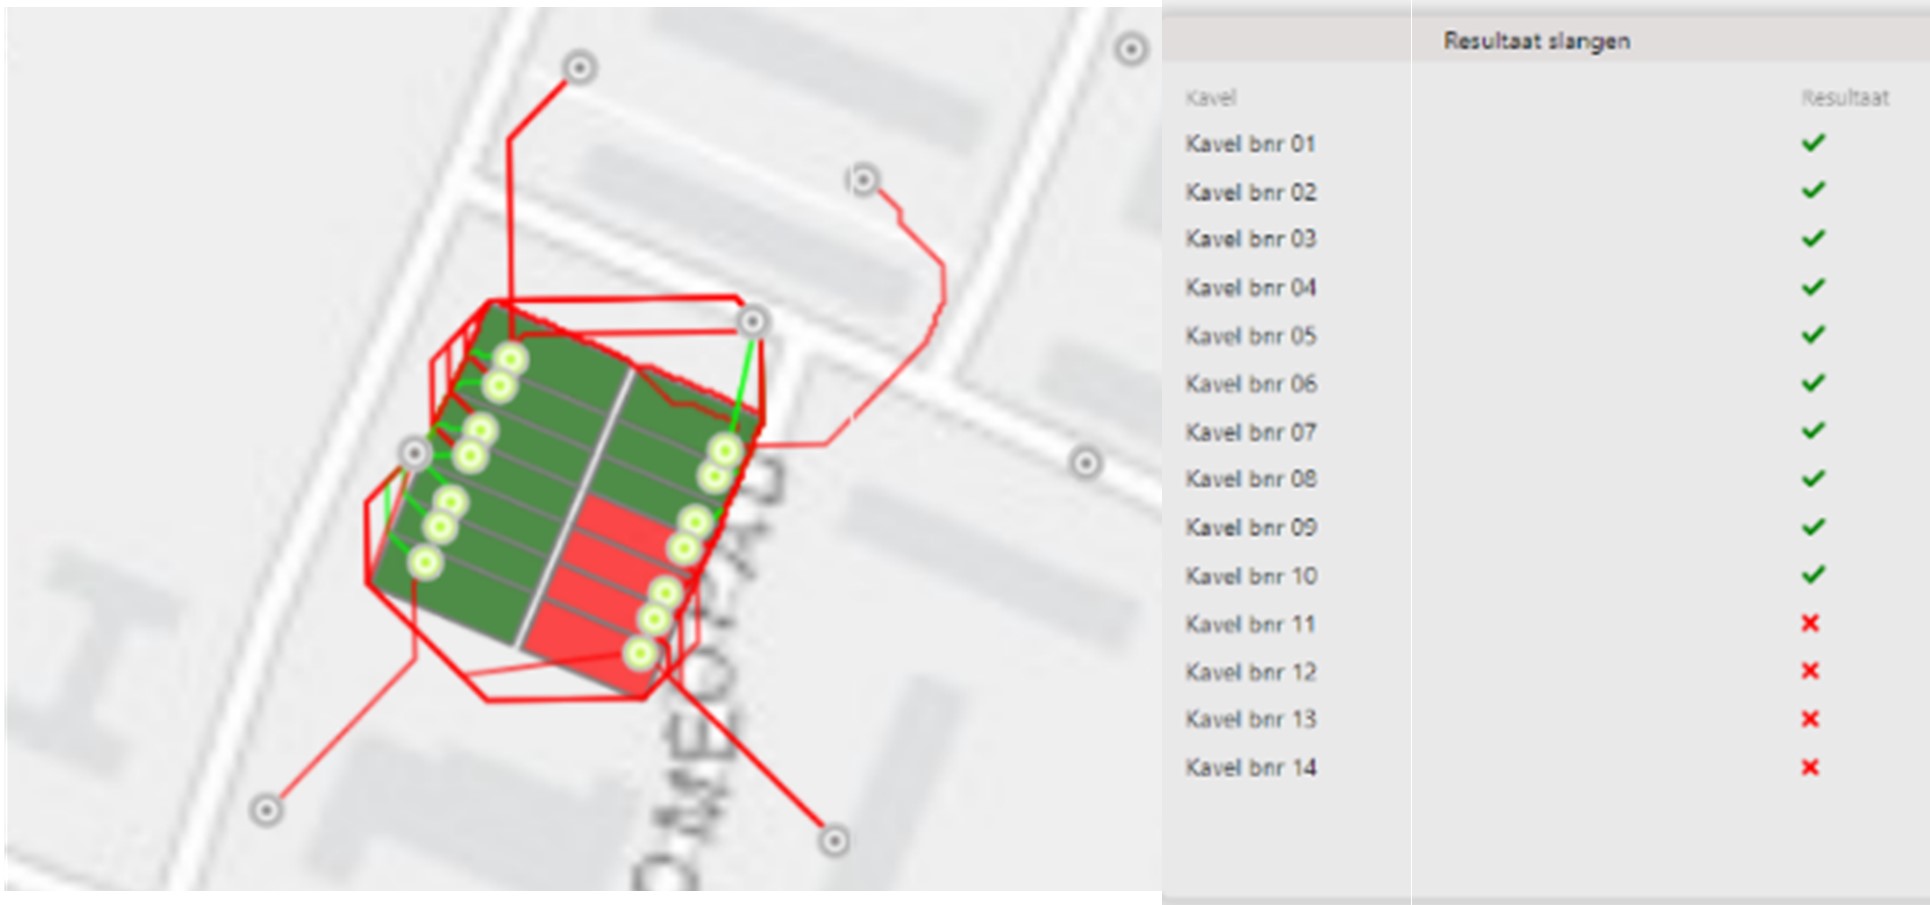 Resultaat slangen
Kavel Resultaat
Kavel bnr 01
Kavel bnr 02
Kavel bnr 03
Kavel bnr 04
Kavel bnr 05
Kavel bnr 06
Kavel bnr 07
Kavel bnr 08
Kavel bnr 09
Kavel bnr 10
Kavel bnr 11
Kavel bnr 12
Kavel bnr 13
Kavel bnr 14